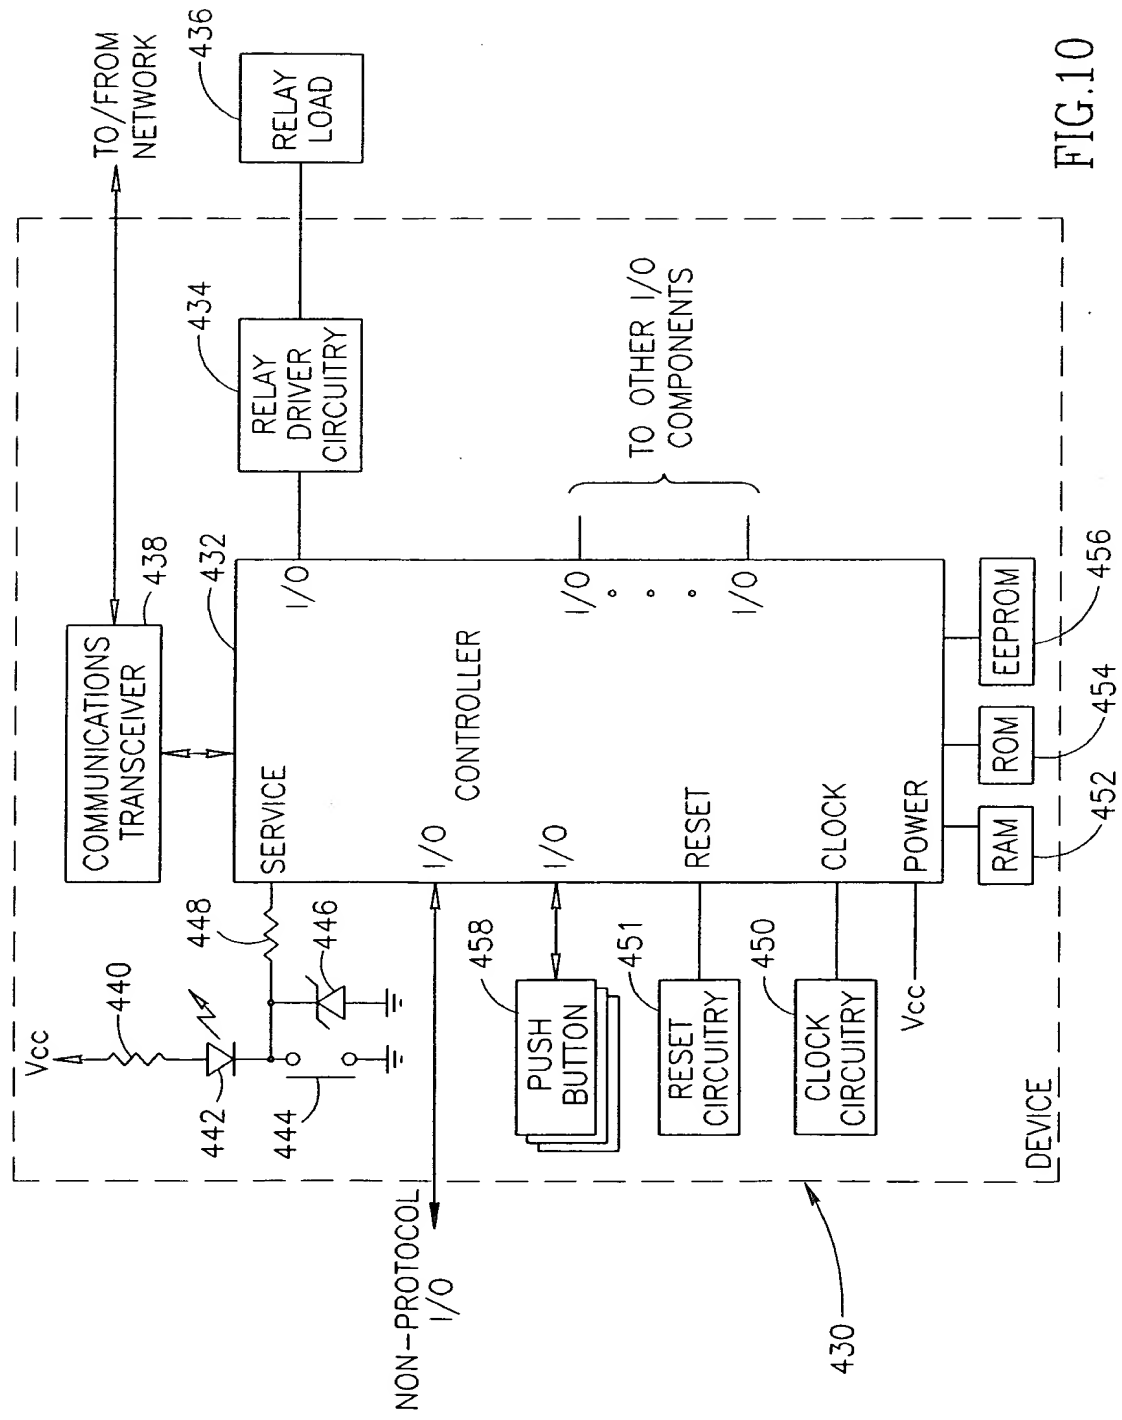 TO/FROM
NETWORK
436
RELAY
LOAD
434
RELAY
DRIVER
CIRCUITRY
COMMUNICATIONS
TRANSCEIVER
438
432
Vcc
440
442
444
446
448
SERVICE
I/O
CONTROLLER
NON-PROTOCOL
I/O
I/O
I/O
458
PUSH
BUTTON
I/O
I/O
TO OTHER I/O
COMPONENTS
451
RESET
CIRCUITRY
RESET
450
CLOCK
CIRCUITRY
CLOCK
Vcc
POWER
RAM
452
ROM
454
EEPROM
456
DEVICE
430
FIG.10